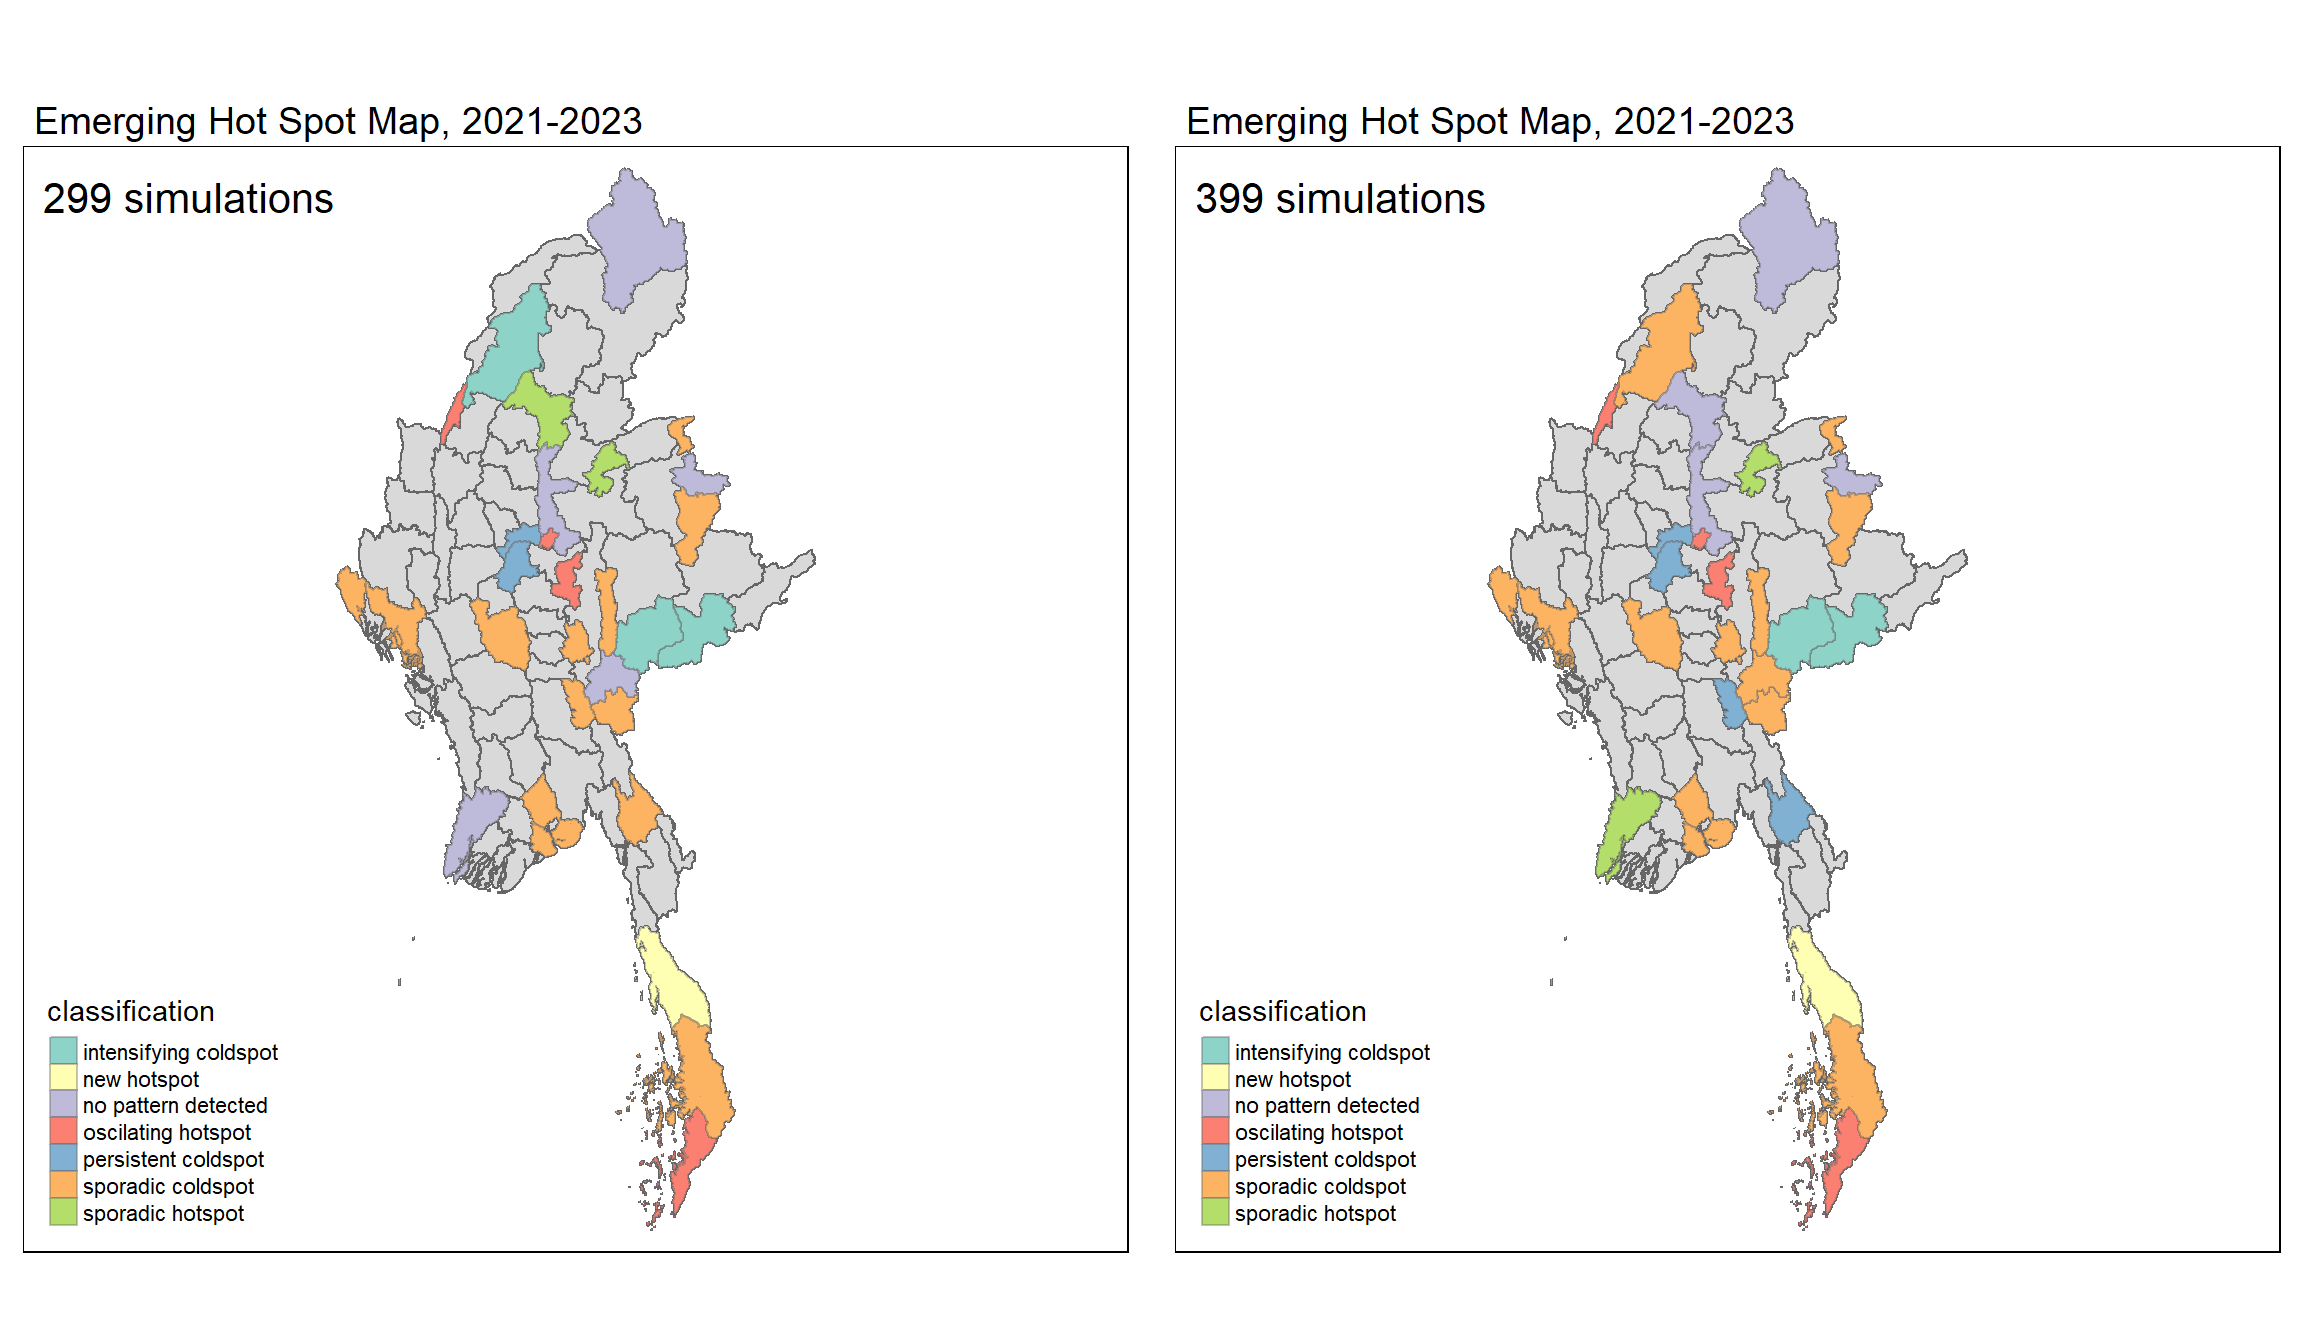 Emerging Hot Spot Map, 2021-2023
299 simulations
classification
intensifying coldspot
new hotspot
no pattern detected
oscilating hotspot
persistent coldspot
sporadic coldspot
sporadic hotspot
Emerging Hot Spot Map, 2021-2023
399 simulations
classification
intensifying coldspot
new hotspot
no pattern detected
oscilating hotspot
persistent coldspot
sporadic coldspot
sporadic hotspot